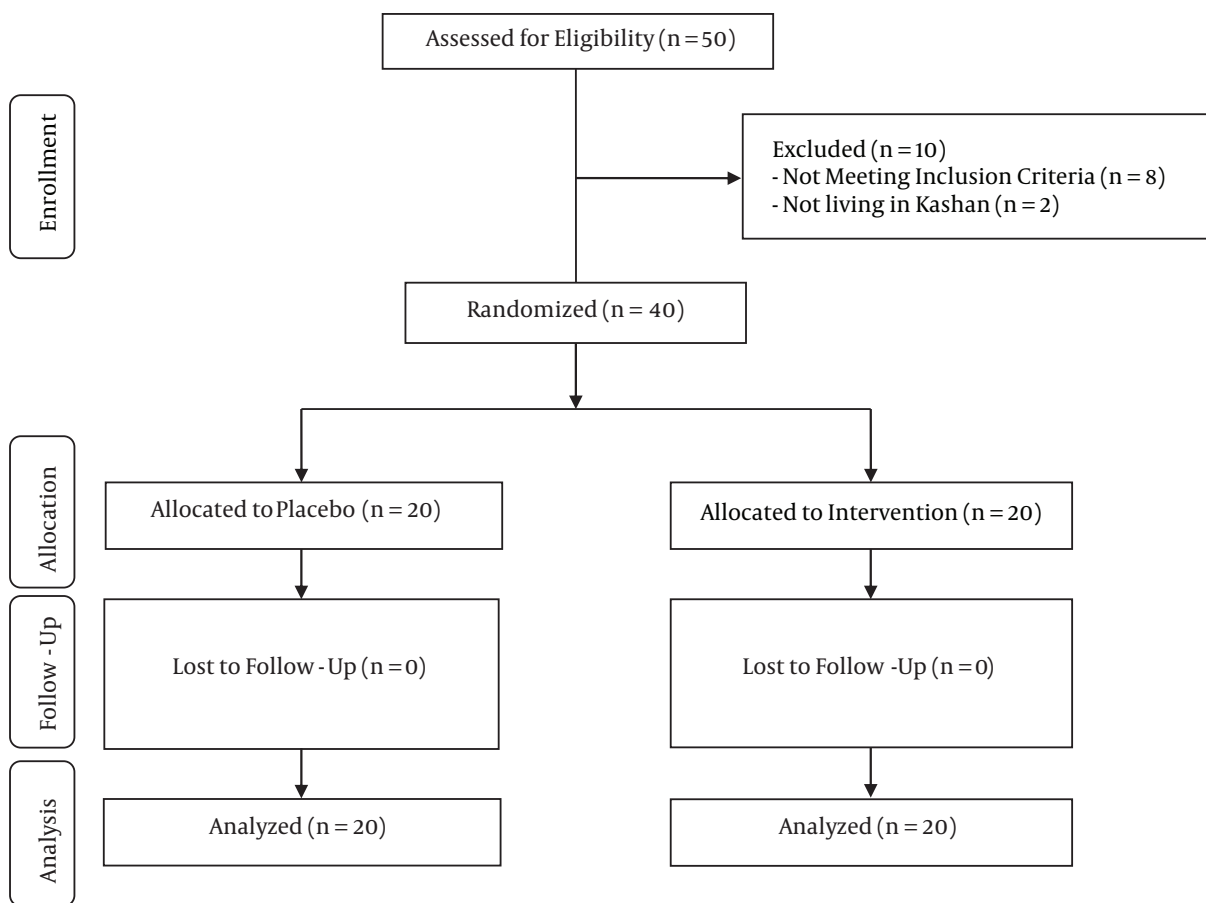 Assessed for Eligibility (n = 50)
Enrollment
Excluded (n = 10)
- Not Meeting Inclusion Criteria (n = 8)
- Not living in Kashan (n = 2)
Randomized (n = 40)
Allocation
Allocated to Placebo (n = 20)
Allocated to Intervention (n = 20)
Follow -Up
Lost to Follow -Up (n = 0)
Lost to Follow -Up (n = 0)
Analysis
Analyzed (n = 20)
Analyzed (n = 20)